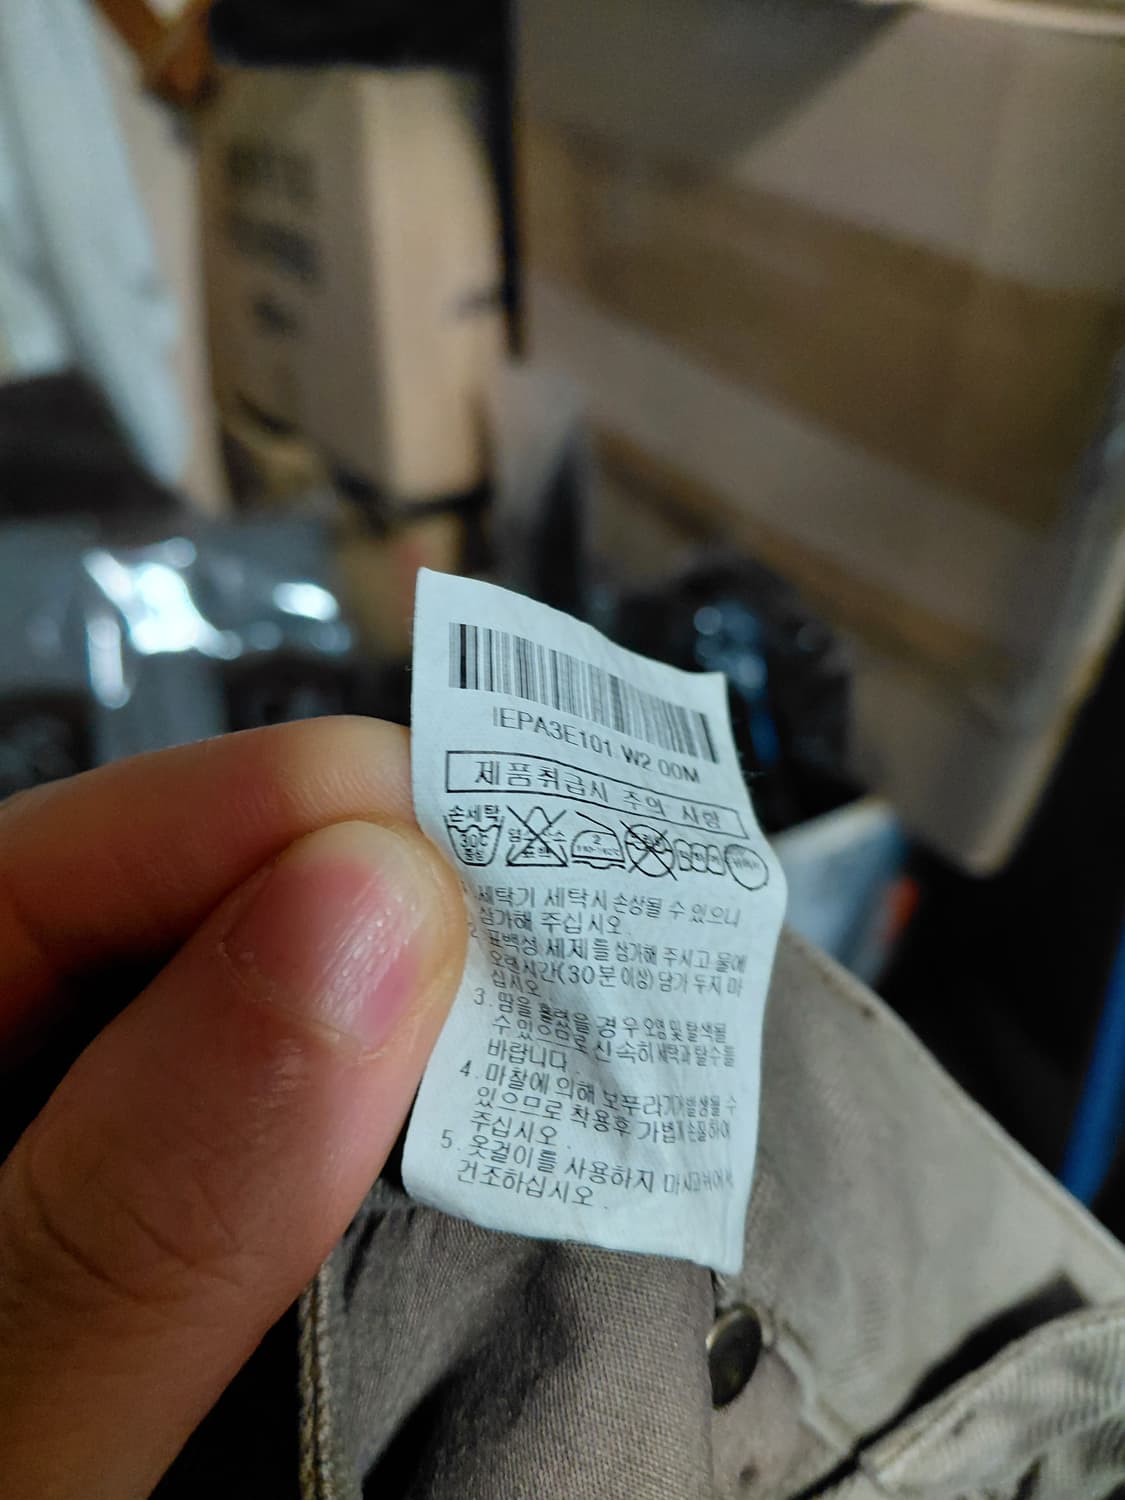 IEPA3E101 W2 00M
제품취급시 주의 사항
손세탁
30℃
중성
2
세탁기 세탁시 손상될 수 있으니
삼가해 주십시오.
2. 표백성 세제를 삼가해 주시고 물에
오랜시간(30분 이상) 담가 두지 마
십시오.
3. 땀을 흘렸을 경우 오염 및 탈색될
수 있으므로 신속히 세탁과 탈수를
바랍니다.
4. 마찰에 의해 보푸라기가 발생될 수
있으므로 착용후 가볍게 손질하여
주십시오.
5. 옷걸이를 사용하지 마시고 뉘어서
건조하십시오.